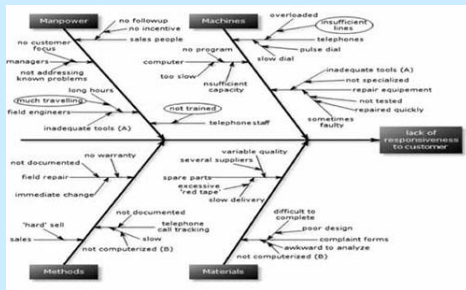 Manpower
no followup
no incentive
sales people
no customer
focus
managers
not addressing
known problems
long hours
much travelling
field engineers
inadequate tools (A)
not trained
telephone staff
Machines
overloaded
insufficient
lines
telephones
pulse dial
slow dial
no program
computer
too slow
nsufficient
capacity
inadequate tools (A)
not specialized
repair equipement
not tested
repaired quickly
sometimes
faulty
lack of
responsiveness
to customer
no warranty
not documented
field repair
immediate change
not documented
telephone
call tracking
slow
not computerized (B)
'hard' sell
sales
Methods
variable quality
several suppliers
spare parts
excessive
'red tape'
slow delivery
difficult to
complete
poor design
complaint forms
awkward to analyze
not computerized (B)
Materials